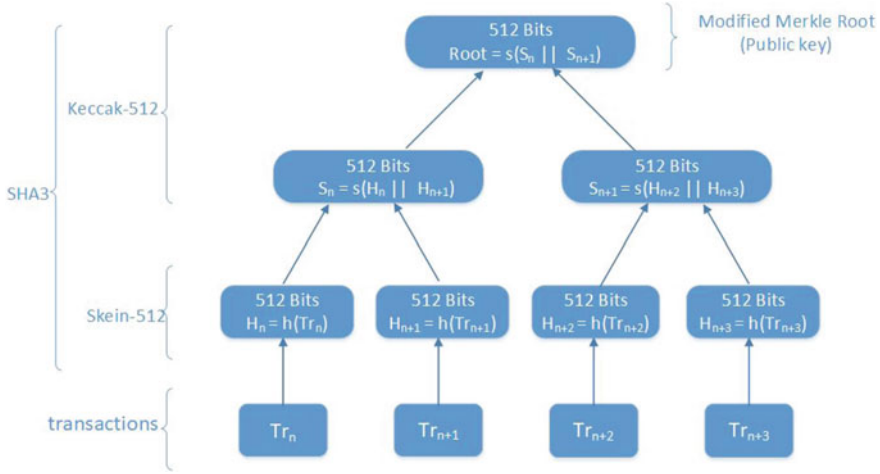 512 Bits
Root = s(Sₙ || Sₙ₊₁)
Modified Merkle Root
(Public key)
Keccak-512
SHA3
512 Bits
Sₙ = s(Hₙ || Hₙ₊₁)
512 Bits
Sₙ₊₁ = s(Hₙ₊₂ || Hₙ₊₃)
Skein-512
512 Bits
Hₙ = h(Trₙ)
512 Bits
Hₙ₊₁ = h(Trₙ₊₁)
512 Bits
Hₙ₊₂ = h(Trₙ₊₂)
512 Bits
Hₙ₊₃ = h(Trₙ₊₃)
transactions
Trₙ
Trₙ₊₁
Trₙ₊₂
Trₙ₊₃